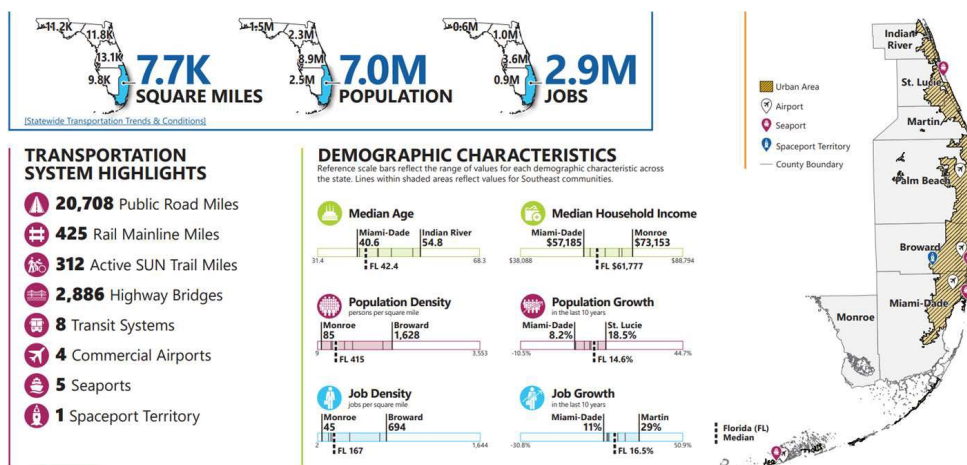 11.2K
11.8K
13.1K
9.8K
7.7K
SQUARE MILES
1.5M
2.3M
8.9M
2.5M
7.0M
POPULATION
0.6M
1.0M
3.6M
0.9M
2.9M
JOBS
[Statewide Transportation Trends & Conditions]
TRANSPORTATION
SYSTEM HIGHLIGHTS
20,708 Public Road Miles
425 Rail Mainline Miles
312 Active SUN Trail Miles
2,886 Highway Bridges
8 Transit Systems
4 Commercial Airports
5 Seaports
1 Spaceport Territory
DEMOGRAPHIC CHARACTERISTICS
Reference scale bars reflect the range of values for each demographic characteristic across
the state. Lines within shaded areas reflect values for Southeast communities.
Median Age
Miami-Dade Indian River
40.6 54.8
31.4 68.3
FL 42.4
Median Household Income
Miami-Dade Monroe
$57,185 $73,153
$38,088 $88,794
FL $61,777
Population Density
persons per square mile
Monroe Broward
85 1,628
9 3,553
FL 415
Population Growth
in the last 10 years
Miami-Dade St. Lucie
8.2% 18.5%
-10.5% 44.7%
FL 14.6%
Job Density
jobs per square mile
Monroe Broward
45 694
2 1,644
FL 167
Job Growth
in the last 10 years
Miami-Dade Martin
11% 29%
-30.8% 50.9%
FL 16.5%
Florida (FL)
Median
Urban Area
Airport
Seaport
Spaceport Territory
County Boundary
Indian
River
St. Lucie
Martin
Palm Beach
Broward
Miami-Dade
Monroe